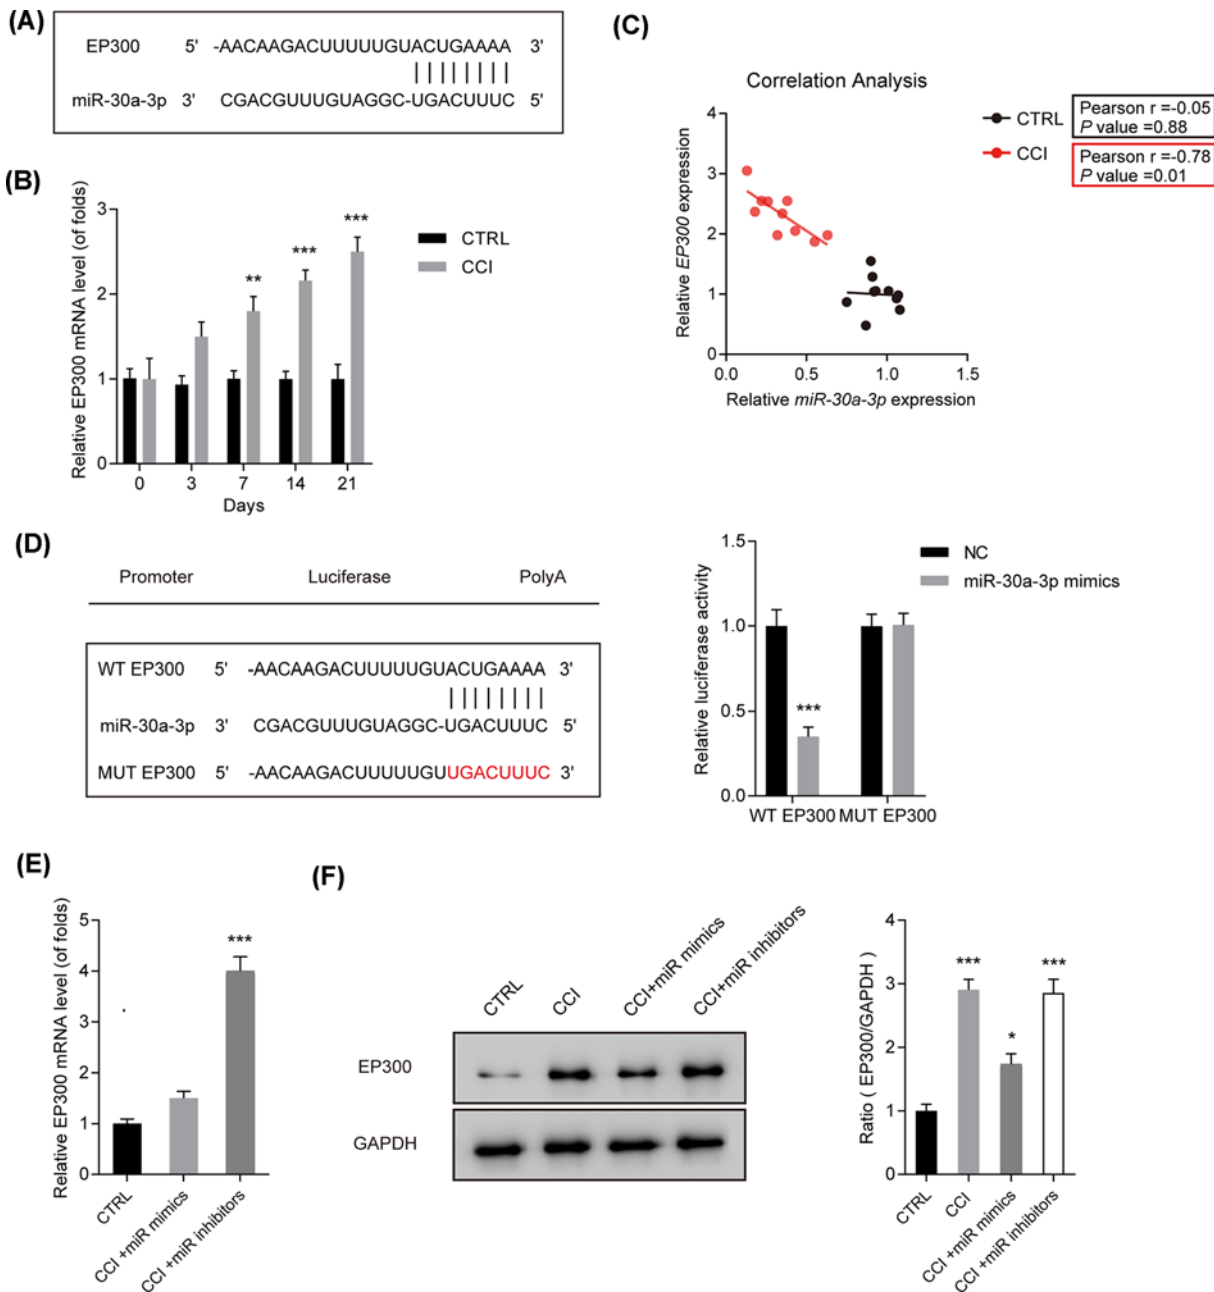 (A)
EP300 5' -AACAAGACUUUUUGUACUGAAAA 3'
miR-30a-3p 3' CGACGUUUGUAGGC-UGACUUUC 5'
(B)
Relative EP300 mRNA level (of folds)
3
2
1
0
** *** ***
CTRL
CCI
0 3 7 14 21
Days
(C)
Correlation Analysis
CTRL
Pearson r =-0.05
P value =0.88
CCI
Pearson r =-0.78
P value =0.01
Relative EP300 expression
4
3
2
1
0
0.0 0.5 1.0 1.5
Relative miR-30a-3p expression
(D)
Promoter Luciferase PolyA
WT EP300 5' -AACAAGACUUUUUGUACUGAAAA 3'
miR-30a-3p 3' CGACGUUUGUAGGC-UGACUUUC 5'
MUT EP300 5' -AACAAGACUUUUUGUUGACUUUC 3'
Relative luciferase activity
1.5
1.0
0.5
0.0
***
NC
miR-30a-3p mimics
WT EP300 MUT EP300
(E)
Relative EP300 mRNA level (of folds)
5
4
3
2
1
0
***
CTRL
CCI +miR mimics
CCI +miR inhibitors
(F)
CTRL
CCI
CCI+miR mimics
CCI+miR inhibitors
EP300
GAPDH
Ratio ( EP300/GAPDH )
4
3
2
1
0
*** * ***
CTRL
CCI
CCI+miR mimics
CCI+miR inhibitors